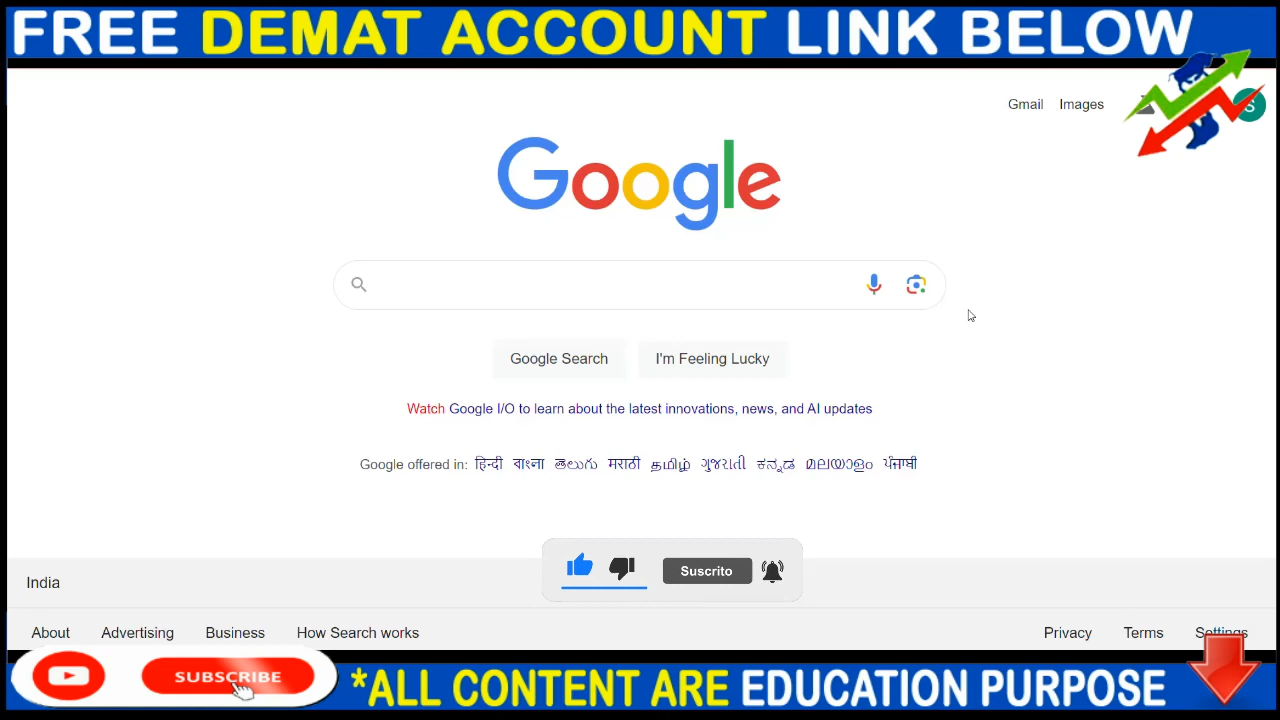 FREE DEMAT ACCOUNT LINK BELOW
Gmail Images
S
Google
Google Search I'm Feeling Lucky
Watch Google I/O to learn about the latest innovations, news, and AI updates
Google offered in: हिन्दी বাংলা తెలుగు मराठी தமிழ் ગુજરાતી ಕನ್ನಡ മലയാളം ਪੰਜਾਬੀ
Suscrito
India
About Advertising Business How Search works Privacy Terms Settings
SUBSCRIBE
*ALL CONTENT ARE EDUCATION PURPOSE